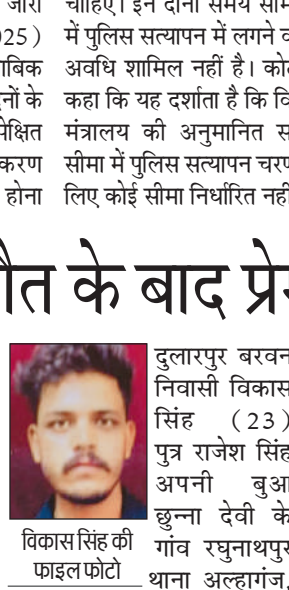 जारी
025)
ाबिक
नों के
पेक्षित
करण
होना
चाहिए। इन दोनों समय सीम
में पुलिस सत्यापन में लगने व
अवधि शामिल नहीं है। कोट
कहा कि यह दर्शाता है कि वि
मंत्रालय की अनुमानित स
सीमा में पुलिस सत्यापन चरण
लिए कोई सीमा निर्धारित नहीं
ौत के बाद प्रे
विकास सिंह की
फाइल फोटो
दुलारपुर बरवन
निवासी विकास
सिंह (23)
पुत्र राजेश सिंह
अपनी बुआ
छुन्ना देवी के
गांव रघुनाथपुर
थाना अल्हागंज,